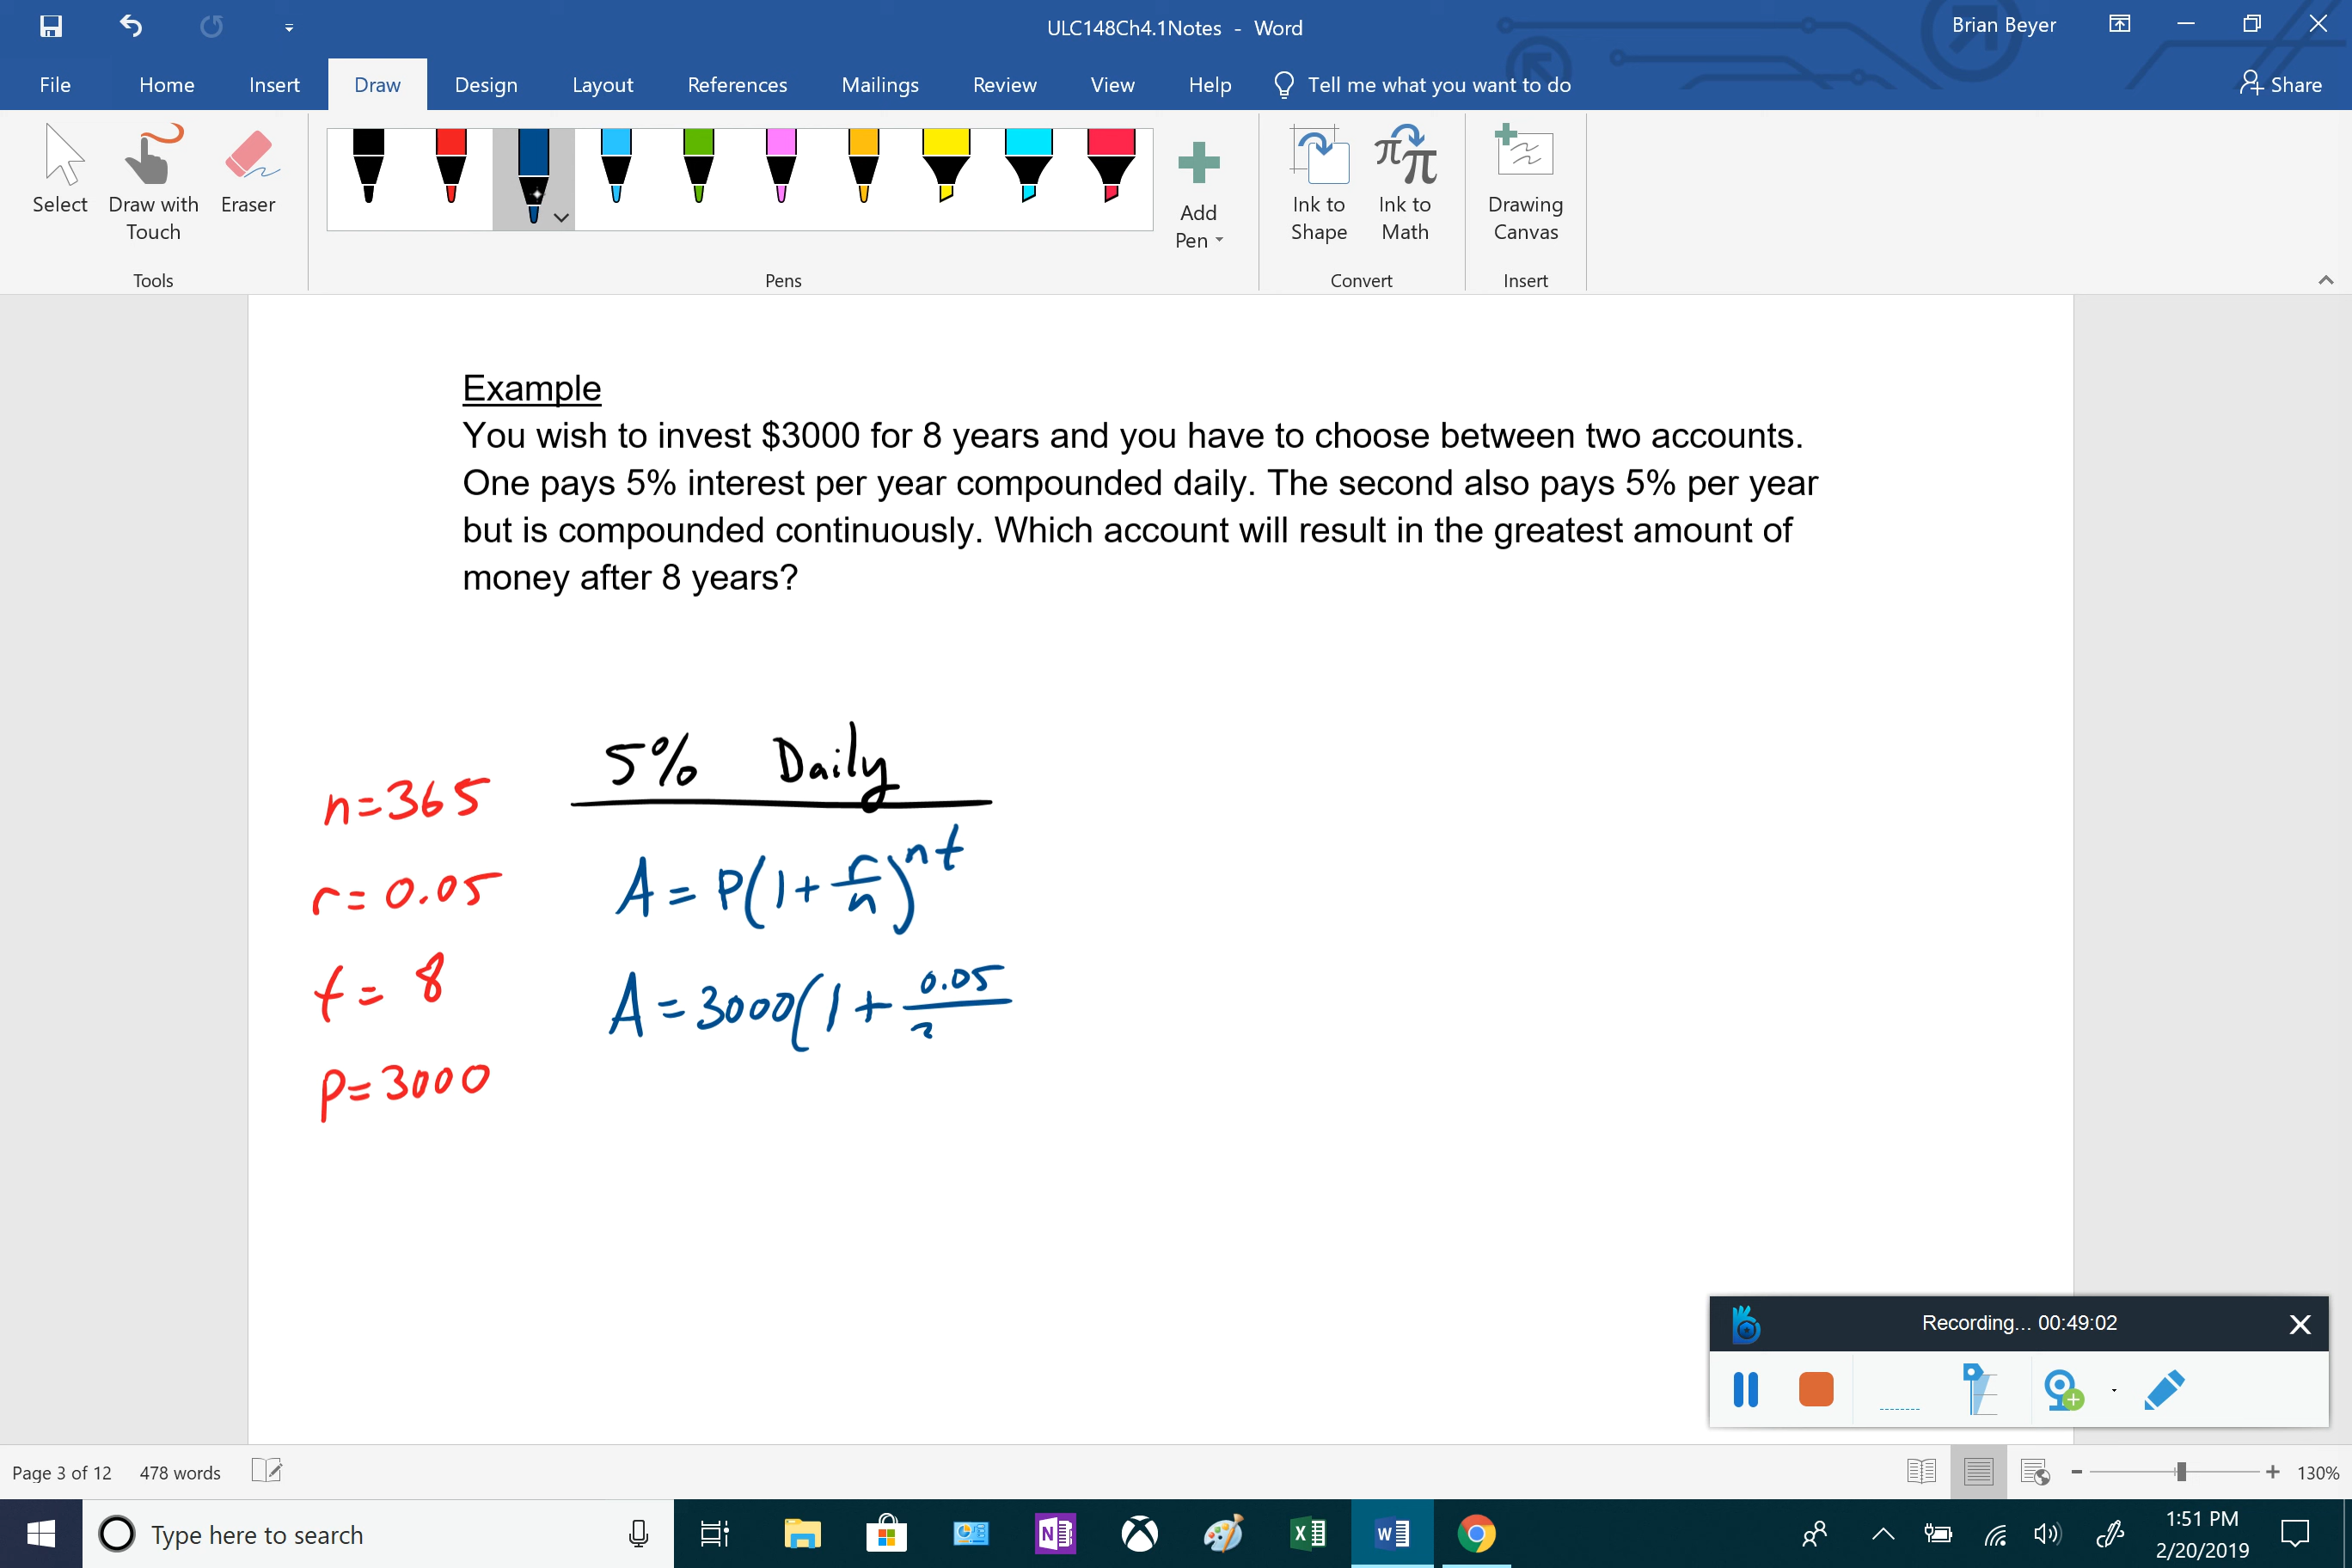 ULC148Ch4.1Notes - Word
Brian Beyer
File Home Insert Draw Design Layout References Mailings Review View Help Tell me what you want to do Share
Select Draw with Touch Eraser Add Pen Ink to Shape Ink to Math Drawing Canvas
Tools Pens Convert Insert
Example
You wish to invest $3000 for 8 years and you have to choose between two accounts.
One pays 5% interest per year compounded daily. The second also pays 5% per year
but is compounded continuously. Which account will result in the greatest amount of
money after 8 years?
5% Daily
n=365
r=0.05
t=8
P=3000
A = P(1+r/n)^nt
A = 3000(1+0.05/3
Recording... 00:49:02
Page 3 of 12 478 words 130%
Type here to search
1:51 PM
2/20/2019